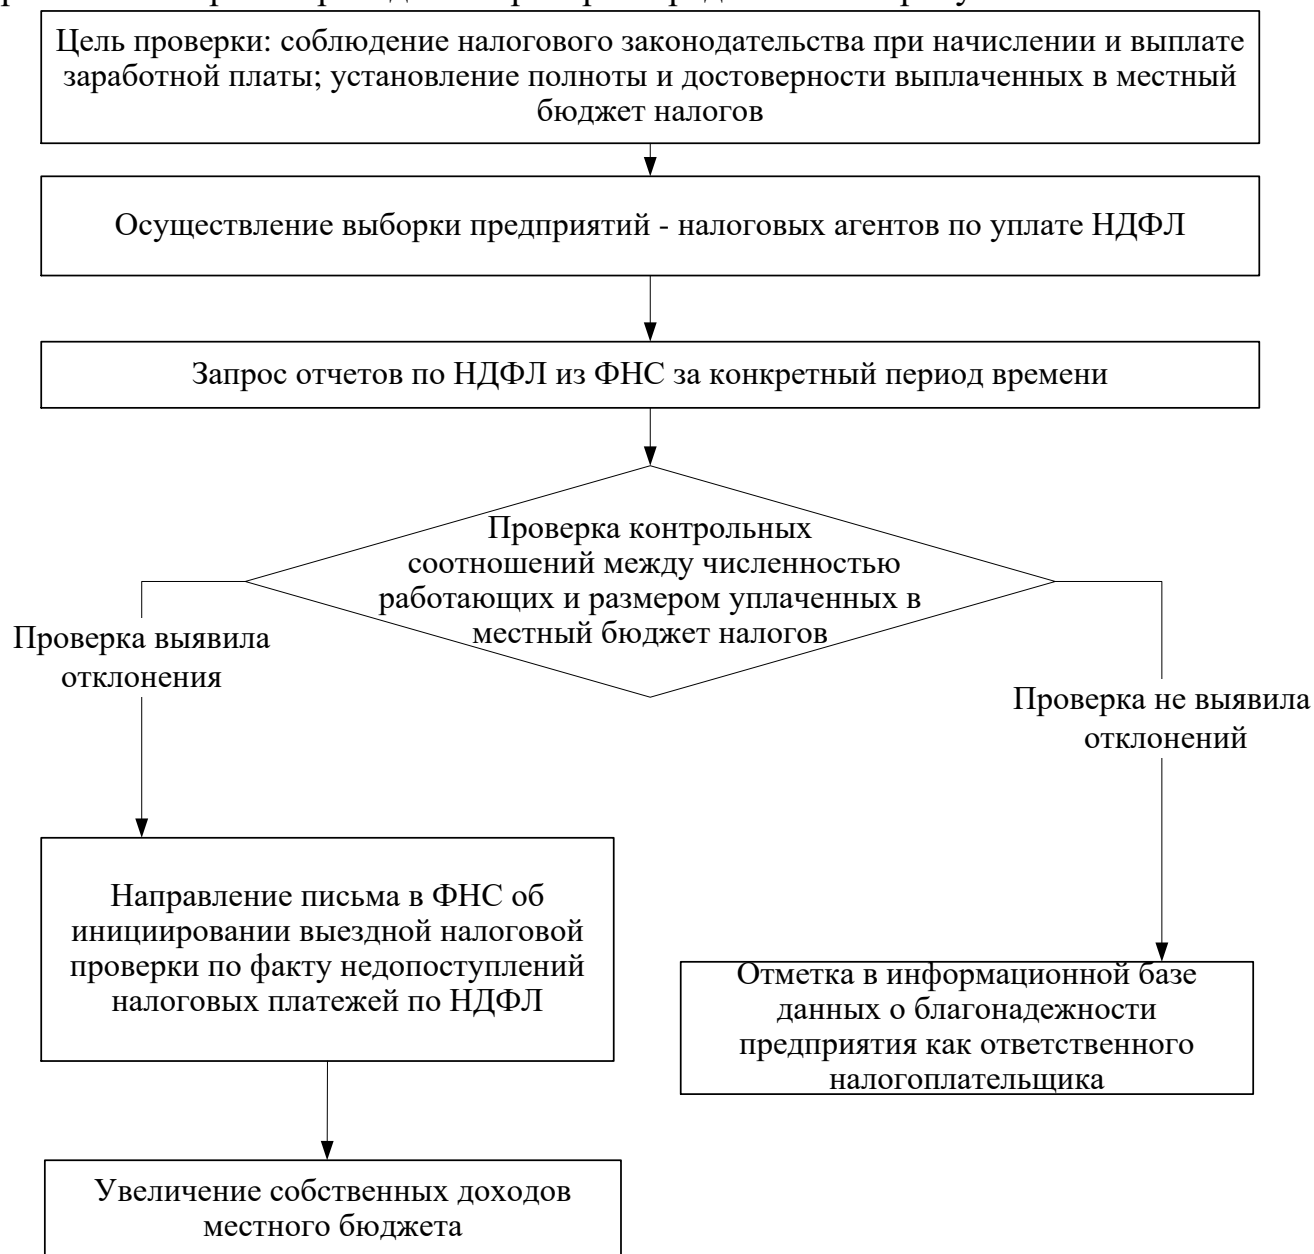 Цель проверки: соблюдение налогового законодательства при начислении и выплате
заработной платы; установление полноты и достоверности выплаченных в местный
бюджет налогов
Осуществление выборки предприятий - налоговых агентов по уплате НДФЛ
Запрос отчетов по НДФЛ из ФНС за конкретный период времени
Проверка контрольных
соотношений между численностью
работающих и размером уплаченных в
местный бюджет налогов
Проверка выявила
отклонения
Проверка не выявила
отклонений
Направление письма в ФНС об
инициировании выездной налоговой
проверки по факту недопоступлений
налоговых платежей по НДФЛ
Отметка в информационной базе
данных о благонадежности
предприятия как ответственного
налогоплательщика
Увеличение собственных доходов
местного бюджета